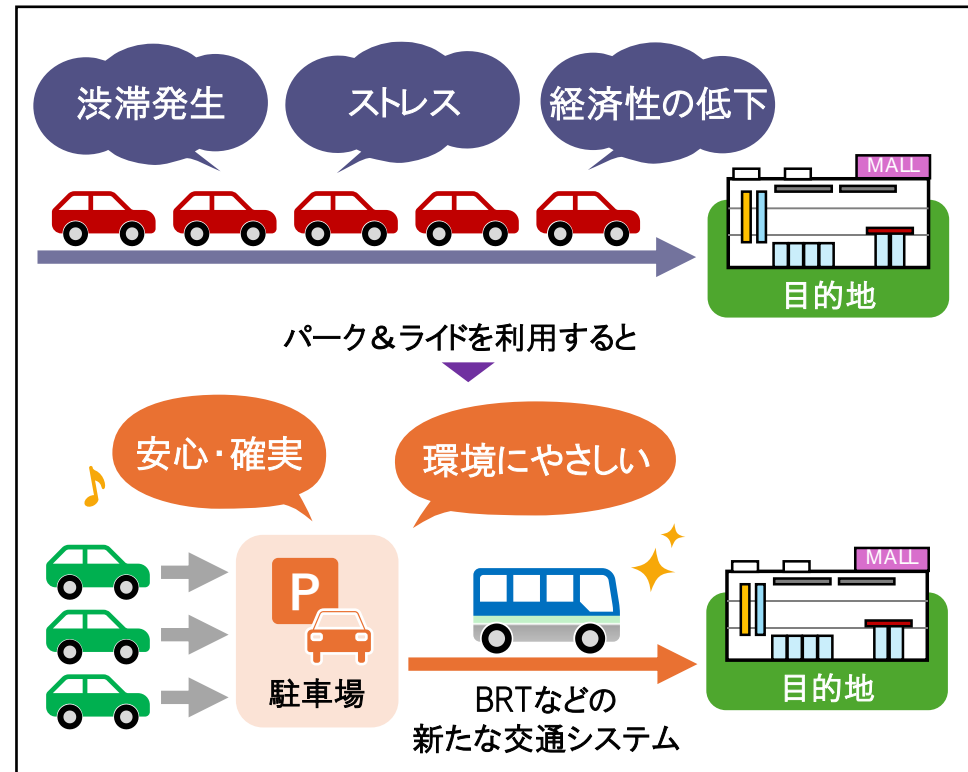 渋滞発生
ストレス
経済性の低下
MALL
目的地
パーク&ライドを利用すると
安心・確実
環境にやさしい
P
駐車場
BRTなどの
新たな交通システム
MALL
目的地